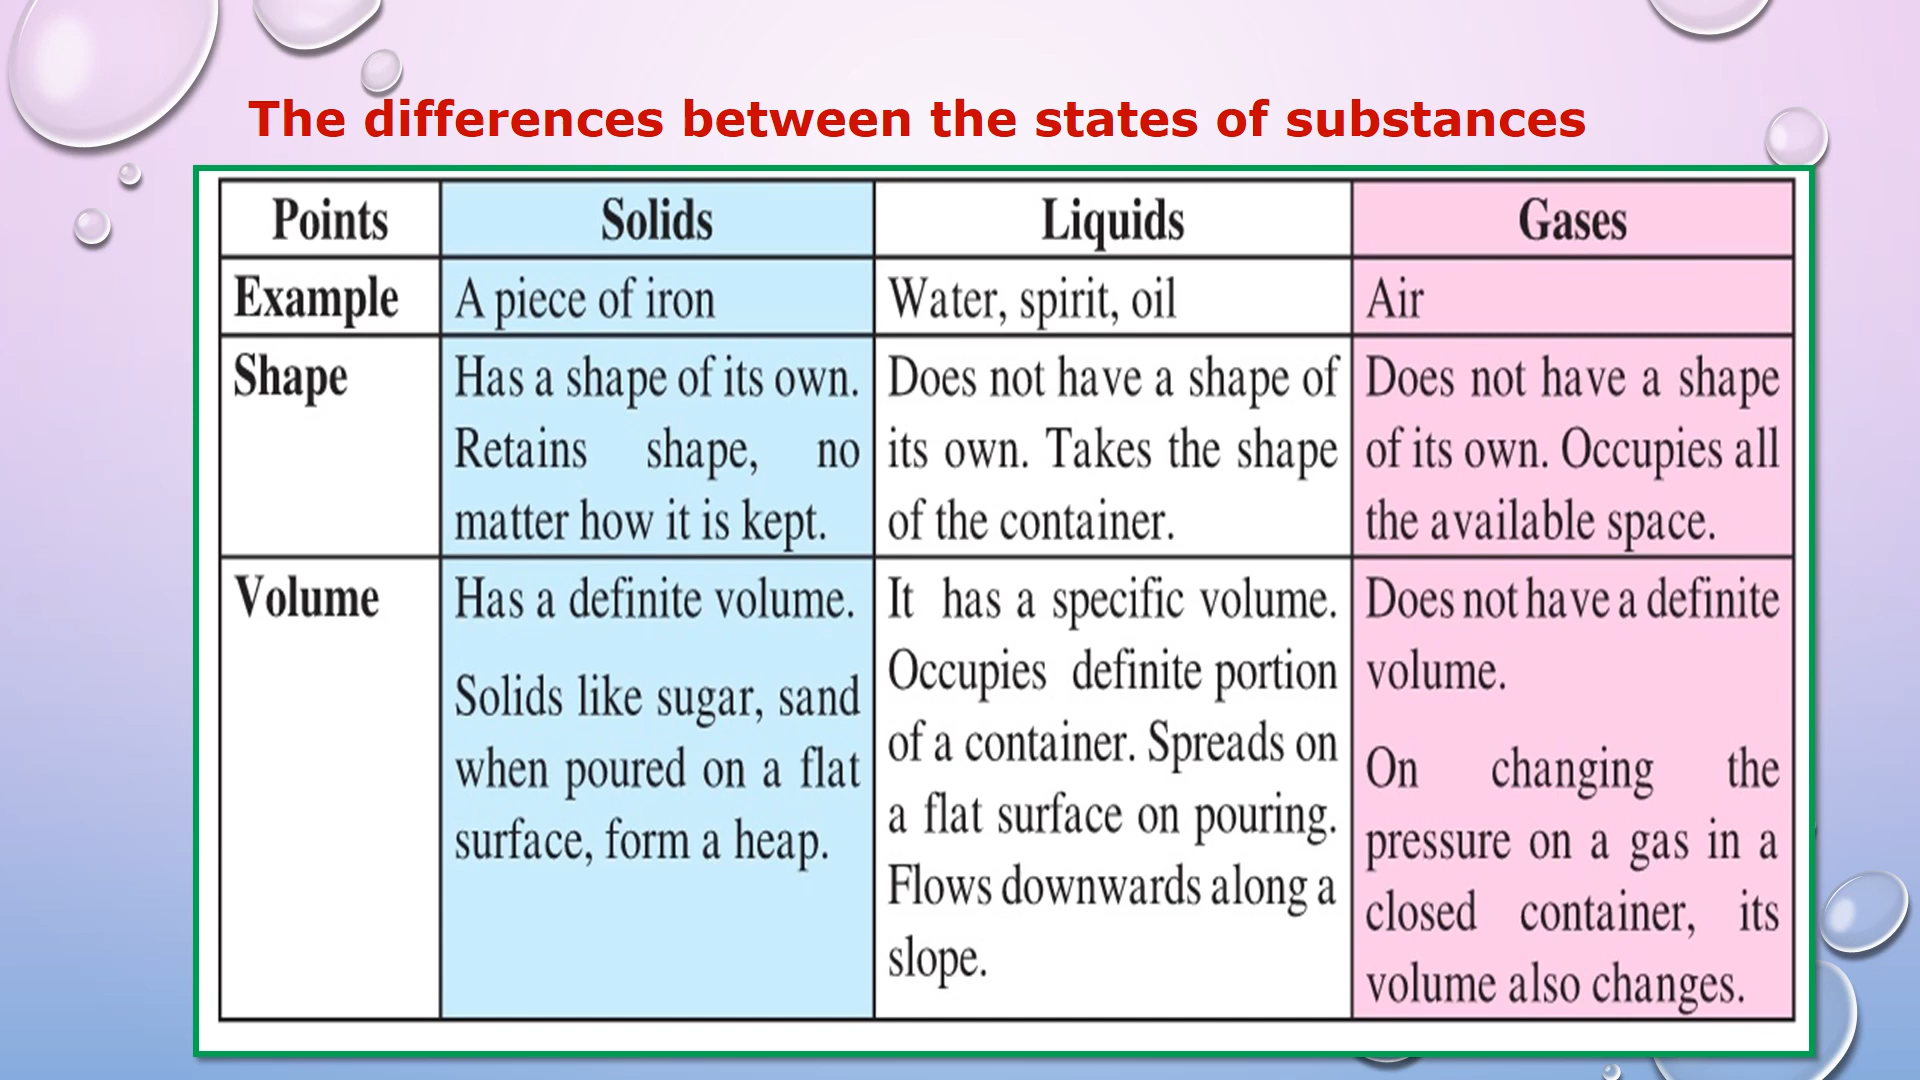 The differences between the states of substances
Points
Solids
Liquids
Gases
Example
A piece of iron
Water, spirit, oil
Air
Shape
Has a shape of its own.
Retains shape, no
matter how it is kept.
Does not have a shape of
its own. Takes the shape
of the container.
Does not have a shape
of its own. Occupies all
the available space.
Volume
Has a definite volume.
Solids like sugar, sand
when poured on a flat
surface, form a heap.
It has a specific volume.
Occupies definite portion
of a container. Spreads on
a flat surface on pouring.
Flows downwards along a
slope.
Does not have a definite
volume.
On changing the
pressure on a gas in a
closed container, its
volume also changes.